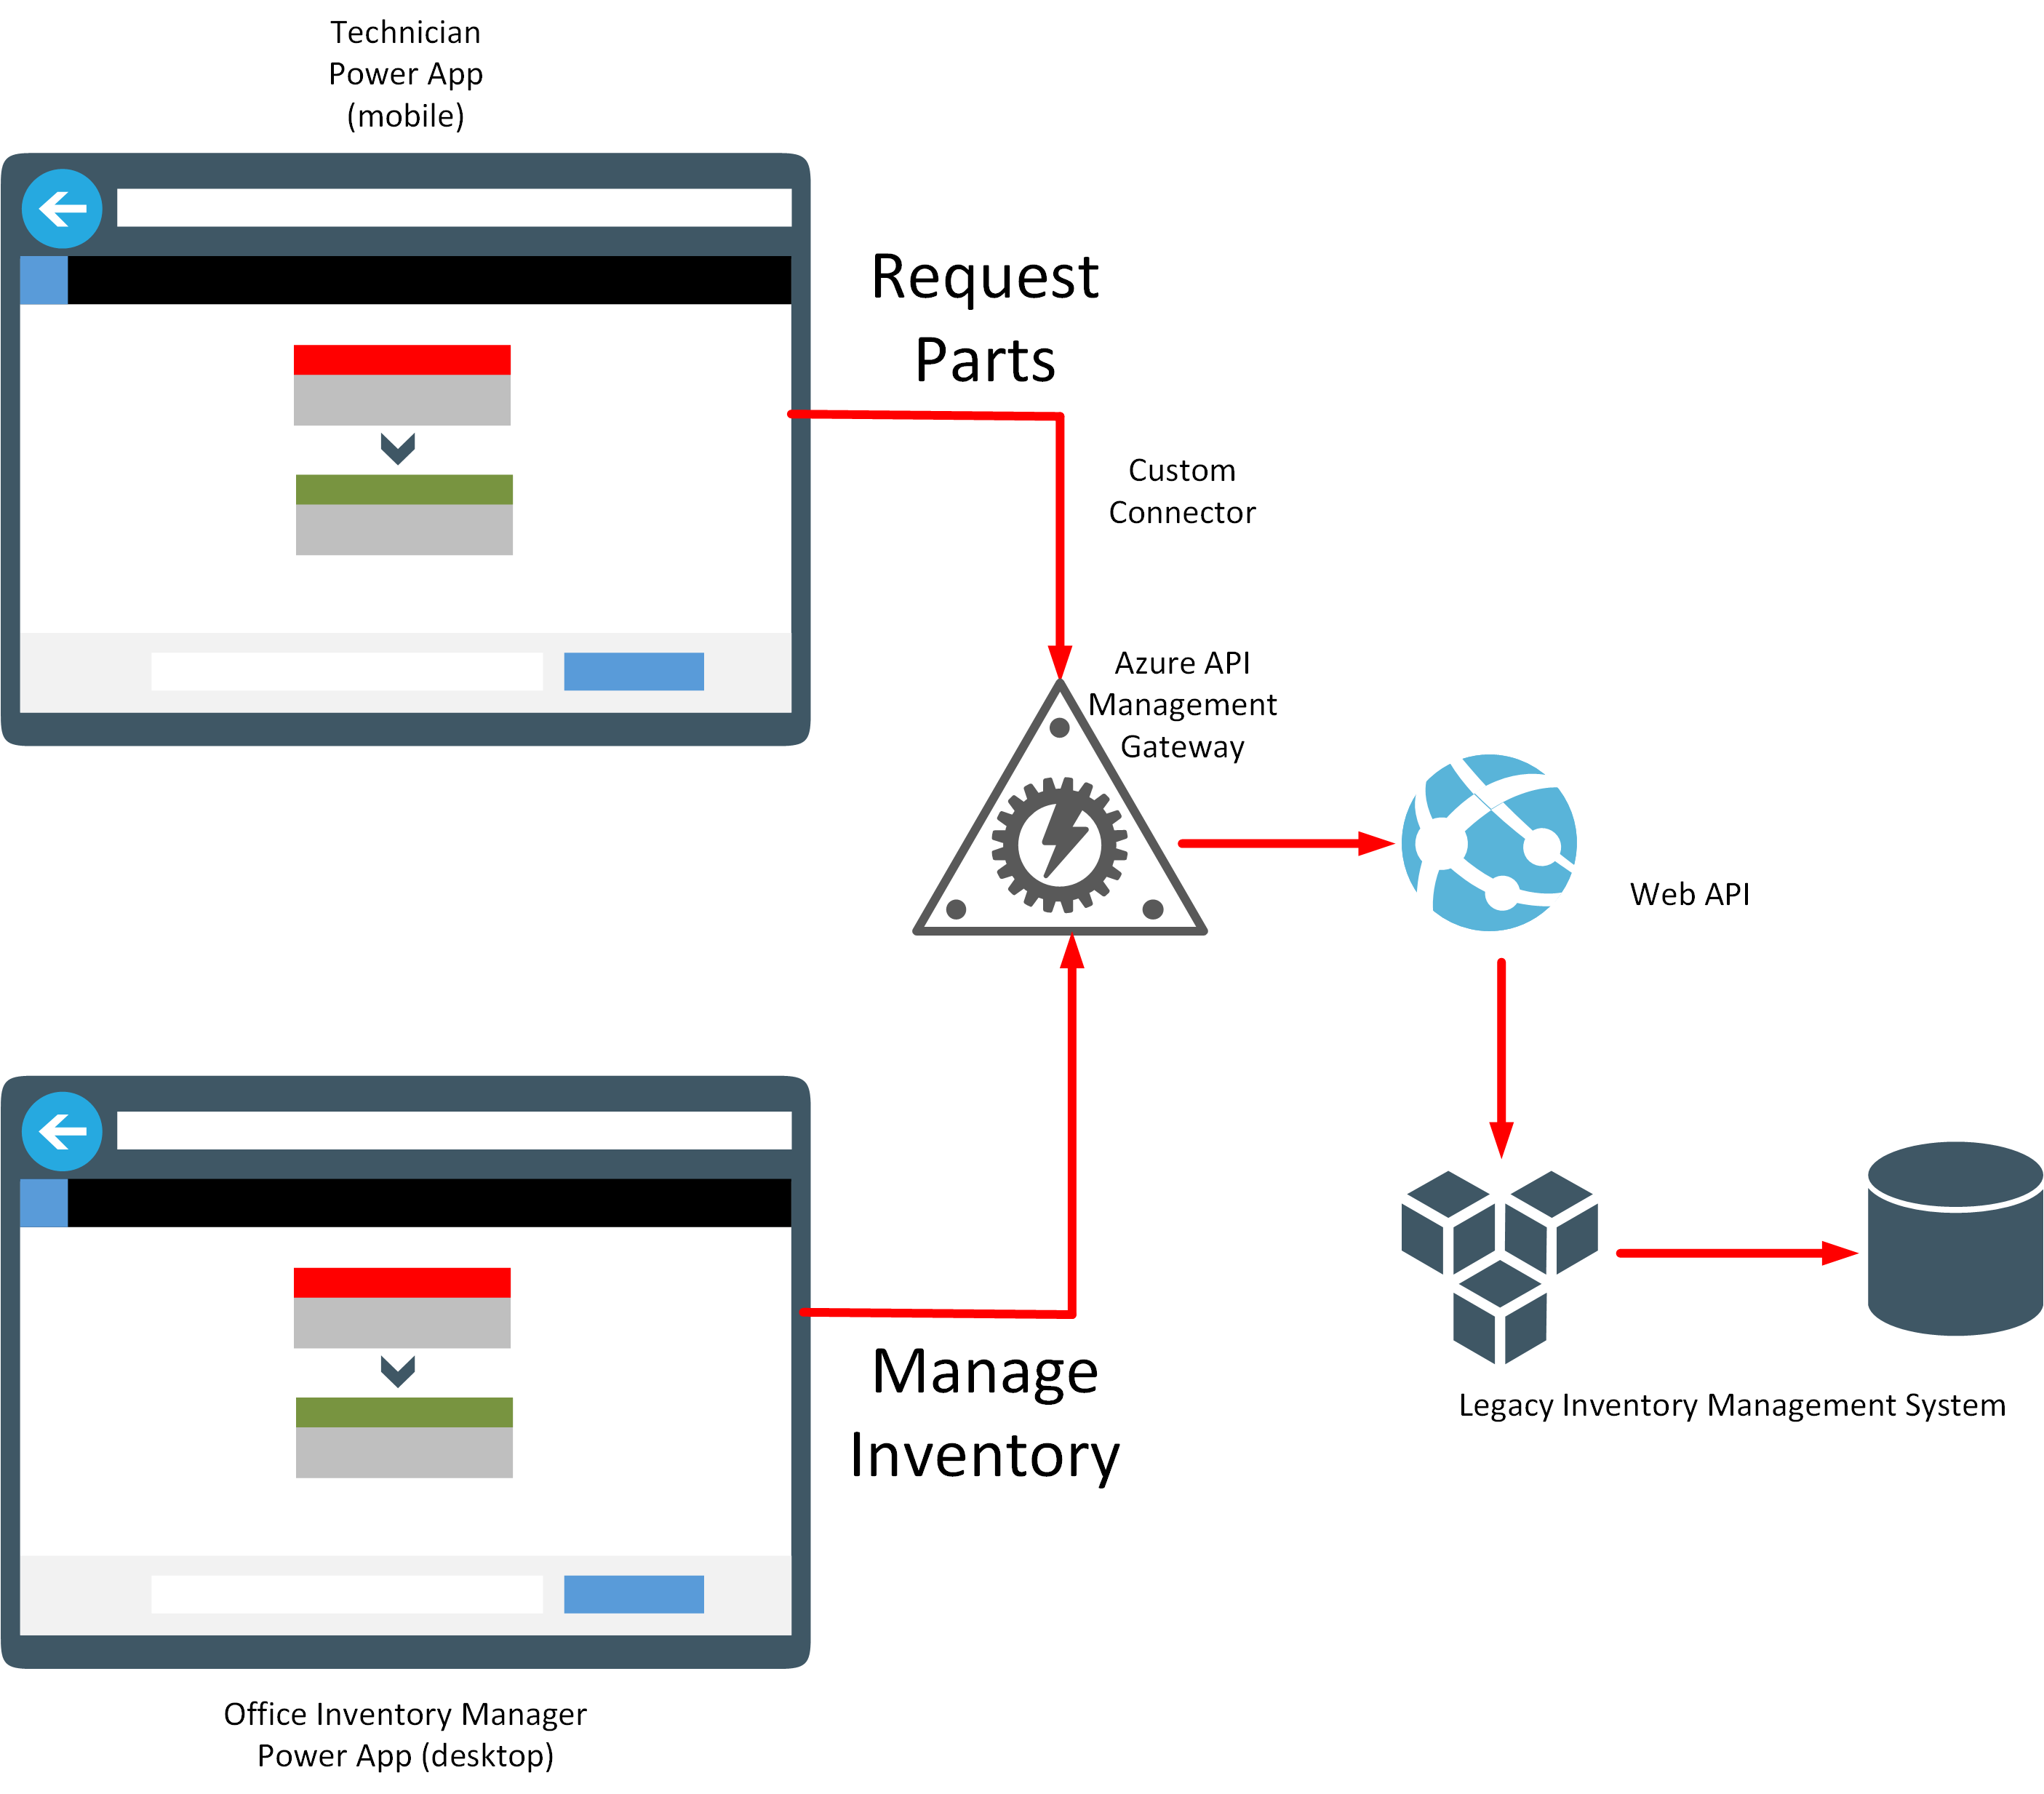 Technician
Power App
(mobile)
Request
Parts
Custom
Connector
Azure API
Management
Gateway
Web API
Legacy Inventory Management System
Manage
Inventory
Office Inventory Manager
Power App (desktop)